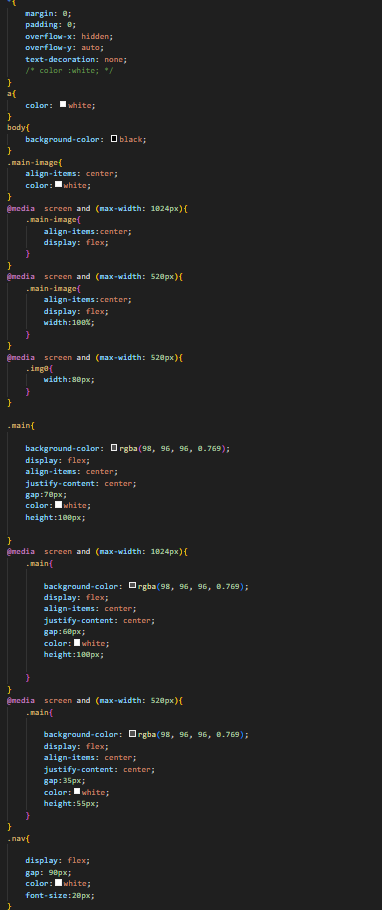 *{
margin: 0;
padding: 0;
overflow-x: hidden;
overflow-y: auto;
text-decoration: none;
/* color :white; */
}
a{
color: white;
}
body{
background-color: black;
}
.main-image{
align-items: center;
color:white;
}
@media  screen and (max-width: 1024px){
.main-image{
align-items:center;
display: flex;
}
}
@media  screen and (max-width: 520px){
.main-image{
align-items:center;
display: flex;
width:100%;
}
}
@media  screen and (max-width: 520px){
.img0{
width:80px;
}
}
.main{
background-color: rgba(98, 96, 96, 0.769);
display: flex;
align-items: center;
justify-content: center;
gap:70px;
color:white;
height:100px;
}
@media  screen and (max-width: 1024px){
.main{
background-color: rgba(98, 96, 96, 0.769);
display: flex;
align-items: center;
justify-content: center;
gap:60px;
color:white;
height:100px;
}
}
@media  screen and (max-width: 520px){
.main{
background-color: rgba(98, 96, 96, 0.769);
display: flex;
align-items: center;
justify-content: center;
gap:35px;
color:white;
height:55px;
}
}
.nav{
display: flex;
gap: 90px;
color:white;
font-size:20px;
}